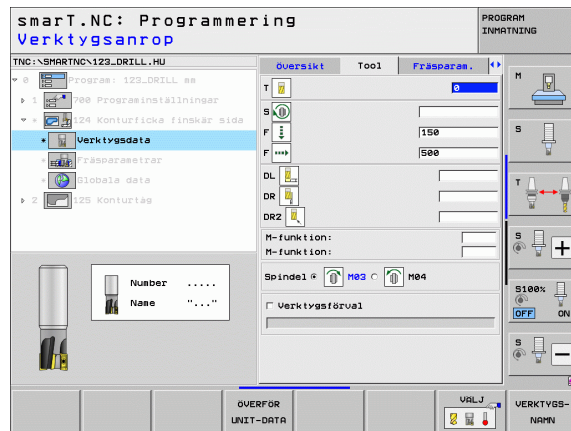 smarT.NC: Programmering
Verktygsanrop
PROGRAM
INMATNING
TNC:\SMARTNC\123_DRILL.HU
0 Program: 123_DRILL mm
1 700 Programinställningar
* 124 Konturficka finskär sida
* Verktygsdata
* Fräsparametrar
* Globala data
2 125 Konturtåg
Number .....
Name "..."
Översikt Tool Fräsparam.
T 0
S
F 150
F 500
DL
DR
DR2
M-funktion:
M-funktion:
Spindel M03 M04
Verktygsförval
M
S
T
S
S100%
OFF ON
S
ÖVERFÖR
UNIT-DATA
VÄLJ
VERKTYGS-
NAMN